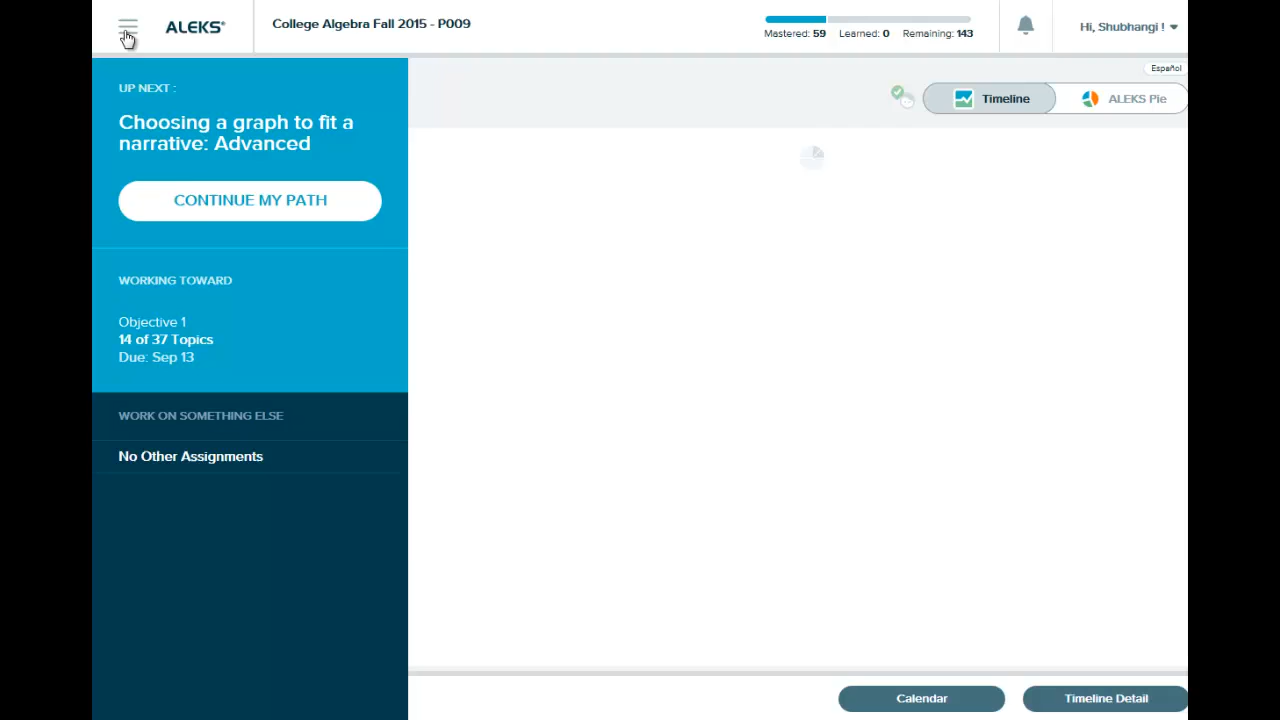 ALEKS®
College Algebra Fall 2015 - P009
Mastered: 59 Learned: 0 Remaining: 143
Hi, Shubhangi !
Español
UP NEXT :
Choosing a graph to fit a
narrative: Advanced
CONTINUE MY PATH
Timeline
ALEKS Pie
WORKING TOWARD
Objective 1
14 of 37 Topics
Due: Sep 13
WORK ON SOMETHING ELSE
No Other Assignments
Calendar
Timeline Detail